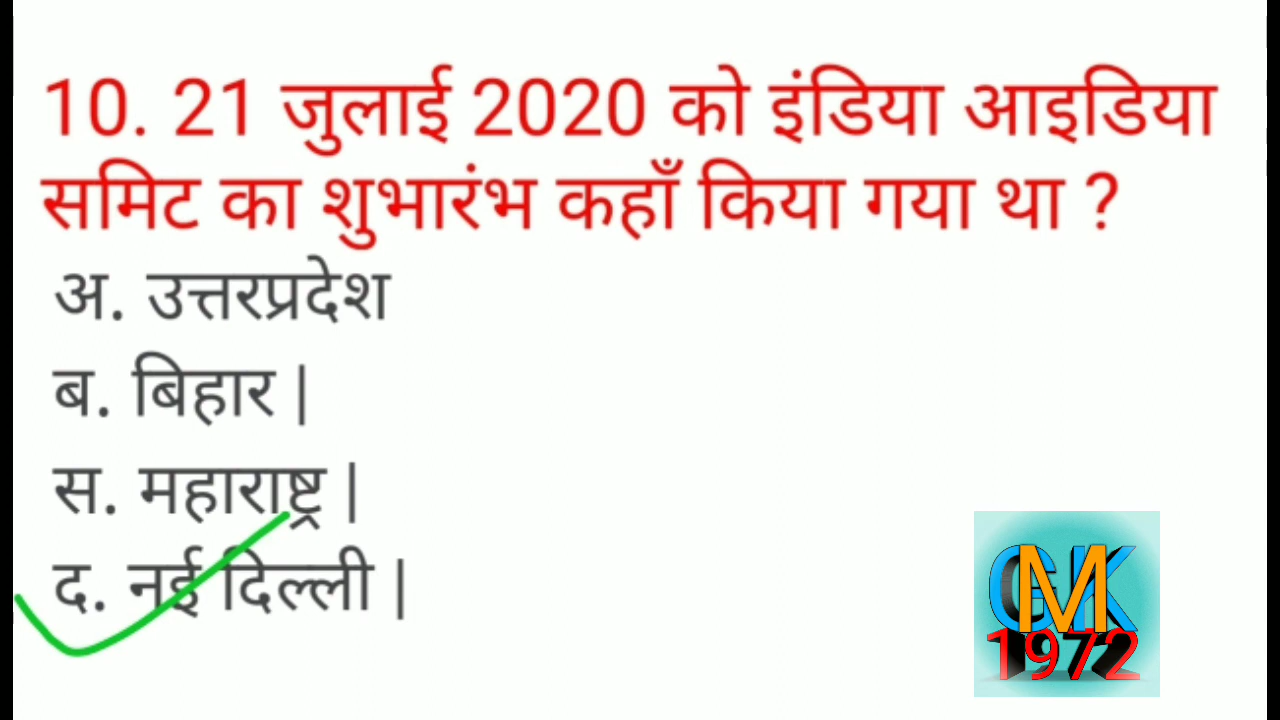 10. 21 जुलाई 2020 को इंडिया आइडिया
समिट का शुभारंभ कहाँ किया गया था ?
अ. उत्तरप्रदेश
ब. बिहार |
स. महाराष्ट्र |
द. नई दिल्ली |
GMK
1972